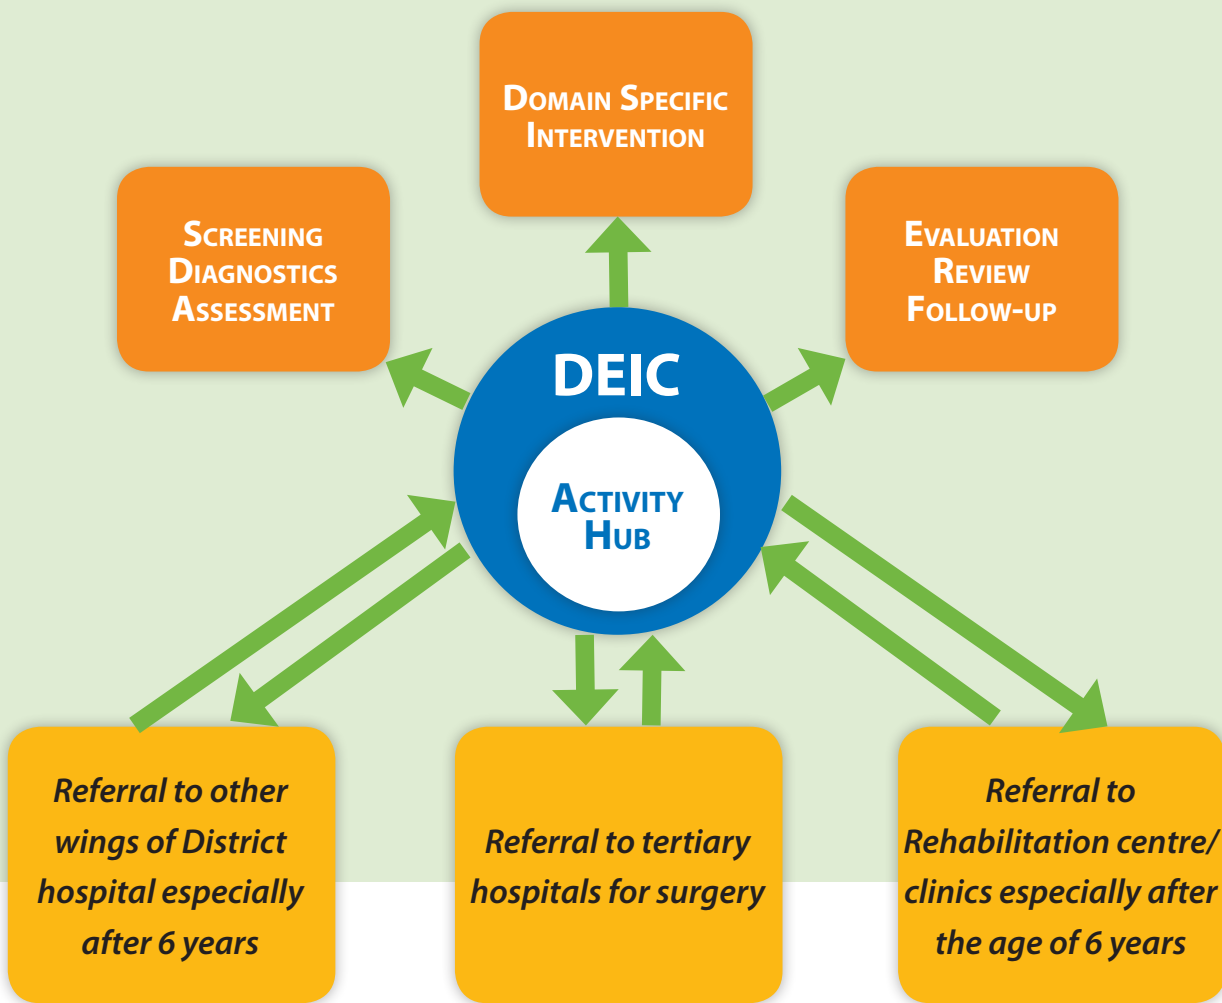 DOMAIN SPECIFIC
INTERVENTION
SCREENING
DIAGNOSTICS
ASSESSMENT
EVALUATION
REVIEW
FOLLOW-UP
DEIC
ACTIVITY
HUB
Referral to other
wings of District
hospital especially
after 6 years
Referral to tertiary
hospitals for surgery
Referral to
Rehabilitation centre/
clinics especially after
the age of 6 years